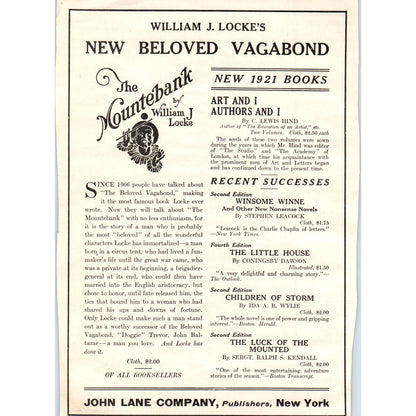 WILLIAM J. LOCKE'S
NEW BELOVED VAGABOND
The
Mountebank
by
William J
Locke
SINCE 1906 people have talked about
"The Beloved Vagabond," making
it the most famous book Locke ever
wrote. Now they will talk about "The
Mountebank" with no less enthusiasm, for
it is the story of a man who is probably
the most "beloved" of all the wonderful
characters Locke has immortalized—a man
born in a circus tent, who had lived a fun-
maker's life until the great war came, who
was a private at its beginning, a brigadier-
general at its end, who could then have
married into the English aristocracy, but
chose to honor, until fate released him, the
ties that bound him to a woman who had
shared his ups and downs of fortune.
Only Locke could make such a man stand
out as a worthy successor of the Beloved
Vagabond, "Doggie" Trevor, John Bal-
tazar—a man you love. And Locke has
done it.
Cloth, $2.00
OF ALL BOOKSELLERS
NEW 1921 BOOKS
ART AND I
AUTHORS AND I
By C. LEWIS HIND
Author of "The Education of an Artist," etc.
Two Volumes. Cloth, $2.50 each
The seeds of these two volumes were sown
during the years in which Mr. Hind was editor
of "The Studio" and "The Academy" of
London, at which time his acquaintance with
the prominent men of Art and Letters began
and has continued down to the present time.
RECENT SUCCESSES
Second Edition
WINSOME WINNIE
And Other New Nonsense Novels
By STEPHEN LEACOCK
Cloth, $1.75
"Leacock is the Charlie Chaplin of letters."
—New York Times.
Fourth Edition
THE LITTLE HOUSE
By CONINGSBY DAWSON
Illustrated, $1.50
"A very delightful and charming story."—
The Outlook.
Second Edition
CHILDREN OF STORM
By IDA A. R. WYLIE
Cloth, $2.00
"The whole novel is one of power and gripping
interest."—Boston Herald.
Second Edition
THE LUCK OF THE
MOUNTED
By SERGT. RALPH S. KENDALL
Cloth, $2.00
"One of the most entertaining adventure
stories of the season."—Boston Transcript.
JOHN LANE COMPANY, Publishers, New York